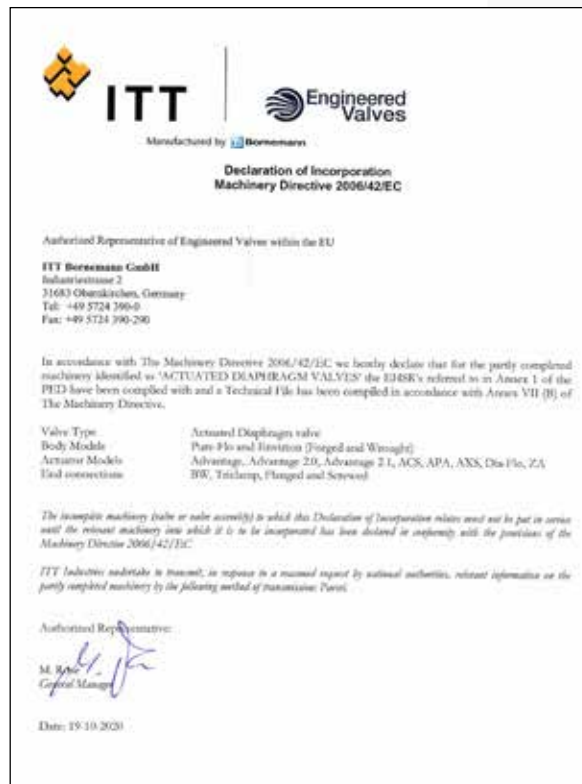 ITT
Engineered
Valves
Manufactured by Bornemann
Declaration of Incorporation
Machinery Directive 2006/42/EC
Authorized Representative of Engineered Valves within the EU
ITT Bornemann GmbH
Industriestrasse 2
31683 Obernkirchen, Germany
Tel: +49 5724 390-0
Fax: +49 5724 390-290
In accordance with The Machinery Directive 2006/42/EC we hereby declare that for the partly completed
machinery identified as 'ACTUATED DIAPHRAGM VALVES' the EHSR's referred to in Annex 1 of the
PED have been complied with and a Technical File has been compiled in accordance with Annex VII (B) of
The Machinery Directive.
Valve Type Actuated Diaphragm valve
Body Models Pure-Flo and Envizion (Forged and Wrought)
Actuator Models Advantage, Advantage 2.0, Advantage 2.1, ACS, APA, AXS, Dia-Flo, ZA
End connections BW, Triclamp, Flanged and Screwed
The incomplete machinery (valve or valve assembly) to which this Declaration of Incorporation relates must not be put in service
until the relevant machinery into which it is to be incorporated has been declared in conformity with the provisions of the
Machinery Directive 2006/42/EC
ITT Industries undertake to transmit, in response to a reasoned request by national authorities, relevant information on the
partly completed machinery by the following method of transmission:
Authorized Representative:
M.
General Manager
Date: 19-10-2020